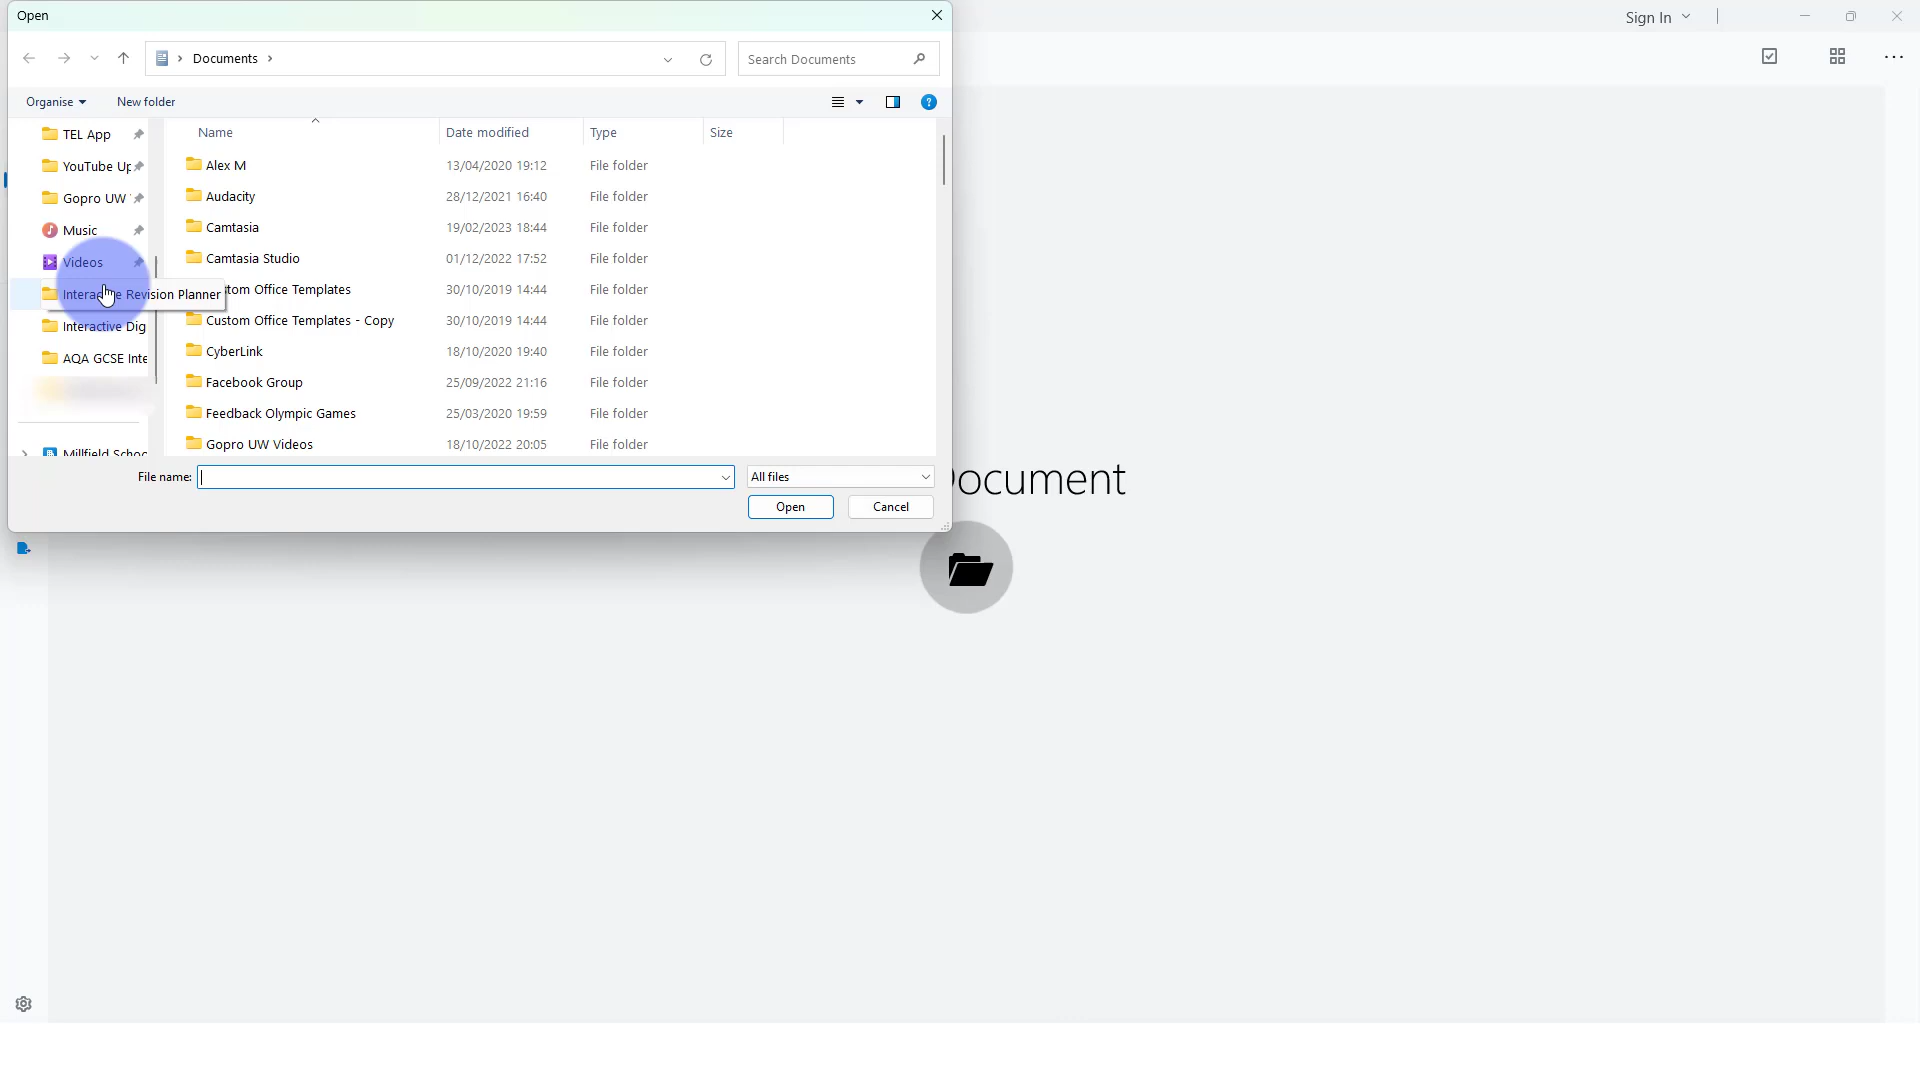 Open
Sign In
Documents
Search Documents
Organise
New folder
Name
Date modified
Type
Size
TEL App
YouTube Up
Gopro UW
Music
Videos
Interactive Revision Planner
Interactive Dig
AQA GCSE Inte
Millfield Schoo
Alex M 13/04/2020 19:12 File folder
Audacity 28/12/2021 16:40 File folder
Camtasia 19/02/2023 18:44 File folder
Camtasia Studio 01/12/2022 17:52 File folder
tom Office Templates 30/10/2019 14:44 File folder
Custom Office Templates - Copy 30/10/2019 14:44 File folder
CyberLink 18/10/2020 19:40 File folder
Facebook Group 25/09/2022 21:16 File folder
Feedback Olympic Games 25/03/2020 19:59 File folder
Gopro UW Videos 18/10/2022 20:05 File folder
File name:
All files
Open
Cancel
Document